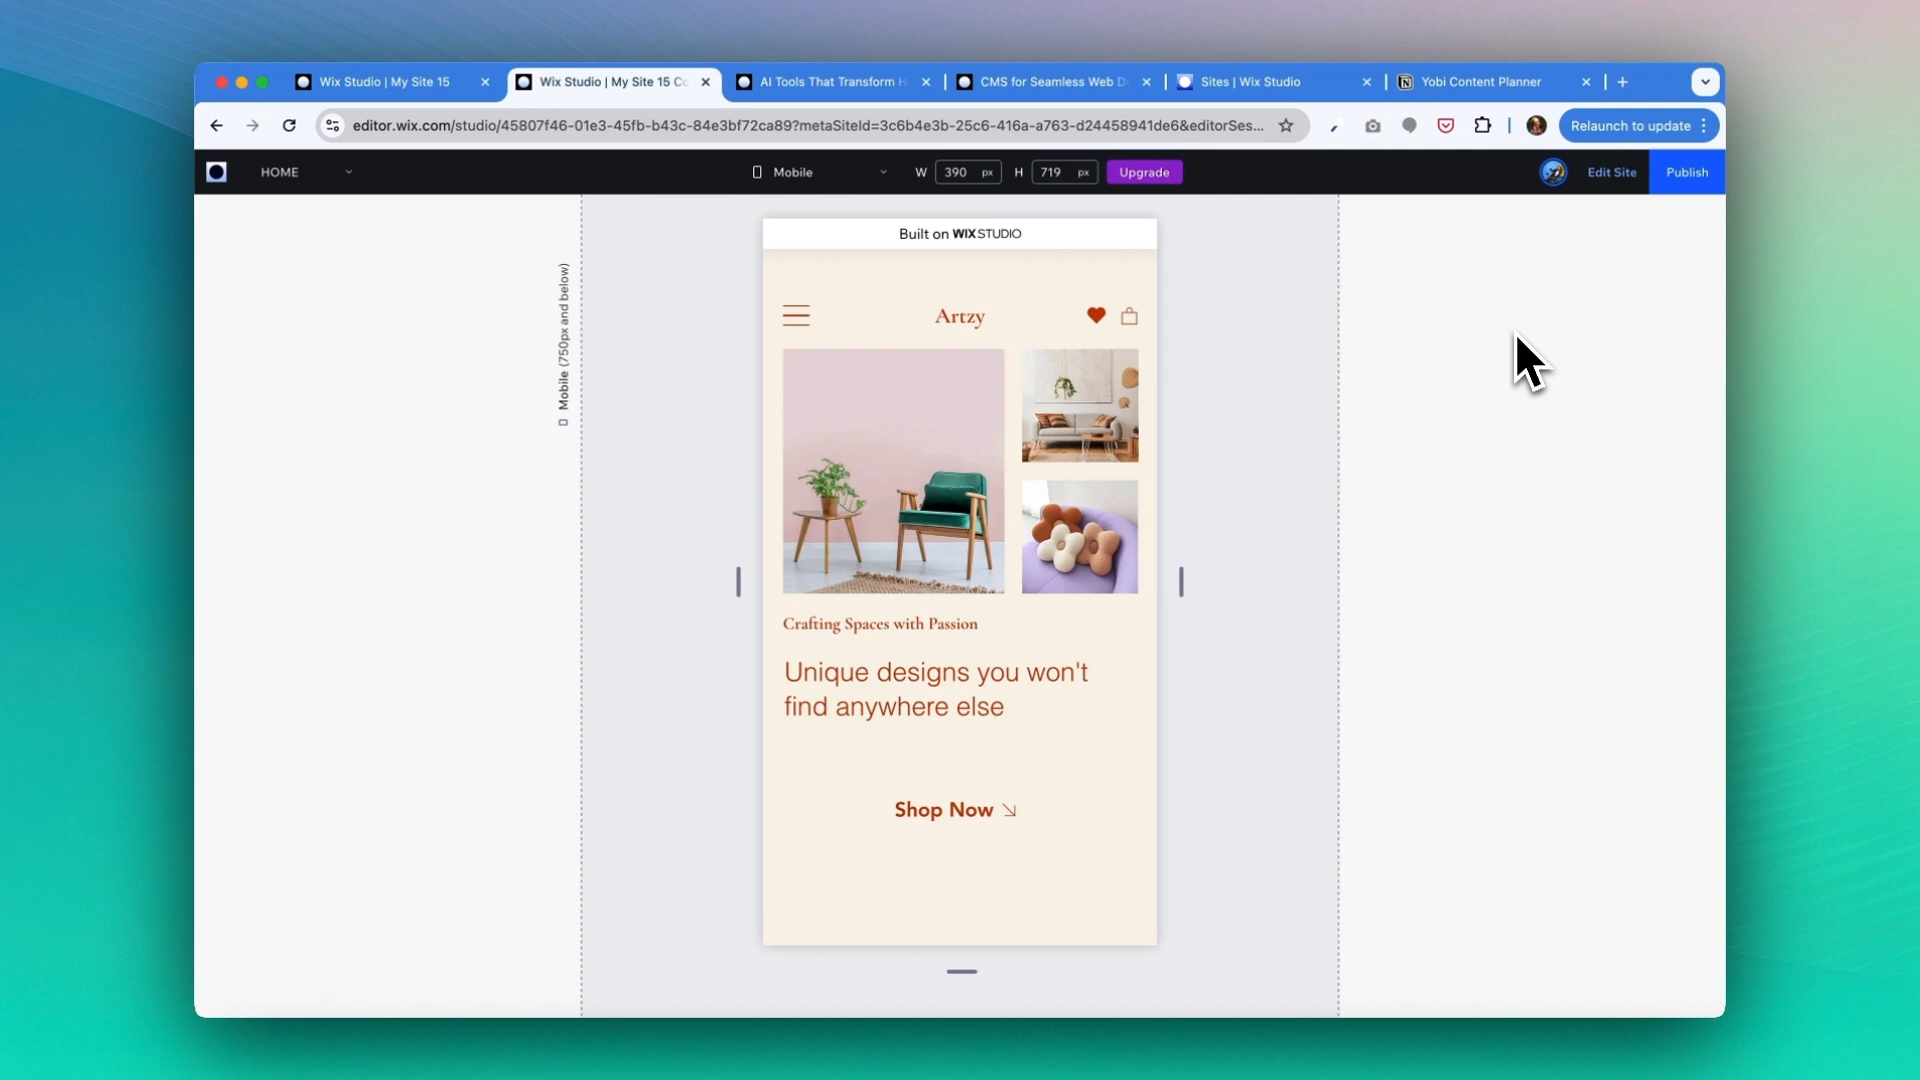 Wix Studio | My Site 15
Wix Studio | My Site 15 Co
AI Tools That Transform H
CMS for Seamless Web D
Sites | Wix Studio
Yobi Content Planner
editor.wix.com/studio/45807f46-01e3-45fb-b43c-84e3bf72ca89?metaSiteId=3c6b4e3b-25c6-416a-a763-d24458941de6&editorSes...
Relaunch to update
HOME
Mobile
W 390 px H 719 px
Upgrade
Edit Site
Publish
Mobile (750px and below)
Built on WIX STUDIO
Artzy
Crafting Spaces with Passion
Unique designs you won't
find anywhere else
Shop Now